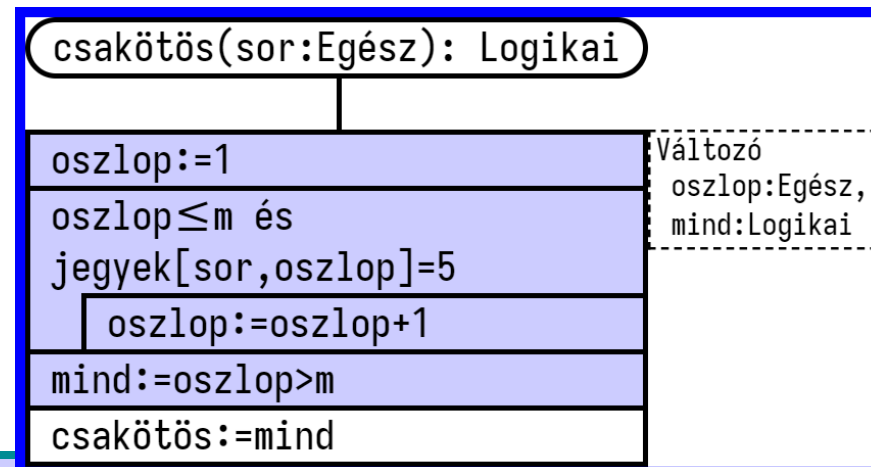 csakötös(sor:Egész): Logikai
oszlop:=1
oszlop≤m és
jegyek[sor,oszlop]=5
oszlop:=oszlop+1
mind:=oszlop>m
csakötös:=mind
Változó
oszlop:Egész,
mind:Logikai